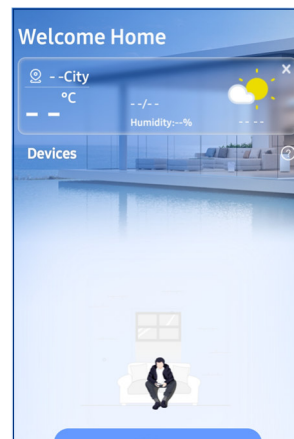 Welcome Home
- -City
°C
– –
- -/- -
Humidity:--%
- - - -
Devices
?